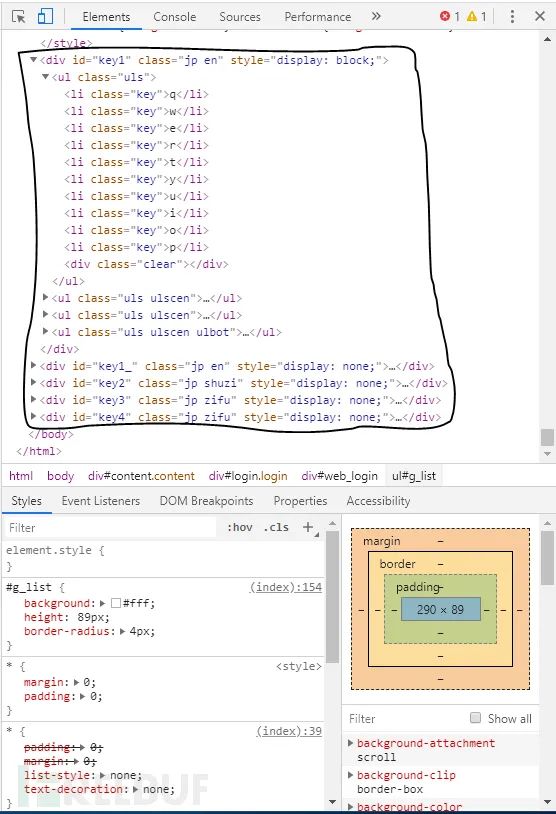 Elements Console Sources Performance » 1 1
</style>
▼<div id="key1" class="jp en" style="display: block;">
▼<ul class="uls">
<li class="key">q</li>
<li class="key">w</li>
<li class="key">e</li>
<li class="key">r</li>
<li class="key">t</li>
<li class="key">y</li>
<li class="key">u</li>
<li class="key">i</li>
<li class="key">o</li>
<li class="key">p</li>
<div class="clear"></div>
</ul>
▶<ul class="uls ulscen">…</ul>
▶<ul class="uls ulscen">…</ul>
▶<ul class="uls ulscen ulbot">…</ul>
</div>
▶<div id="key1_" class="jp en" style="display: none;">…</div>
▶<div id="key2" class="jp shuzi" style="display: none;">…</div>
▶<div id="key3" class="jp zifu" style="display: none;">…</div>
▶<div id="key4" class="jp zifu" style="display: none;">…</div>
</body>
</html>
html body div#content.content div#login.login div#web_login ul#g_list
Styles Event Listeners DOM Breakpoints Properties Accessibility
Filter :hov .cls +
element.style {
}
#g_list { (index):154
background: ▶ #fff;
height: 89px;
border-radius: ▶ 4px;
}
* { <style>
margin: ▶ 0;
padding: ▶ 0;
}
* { (index):39
padding: ▶ 0;
margin: ▶ 0;
list-style: ▶ none;
text-decoration: ▶ none;
}
margin –
border –
padding–
– – – 290 × 89 – – –
–
–
–
Filter Show all
▶ background-attachment
scroll
▶ background-clip
border-box
▶ background-color
FREEBUF